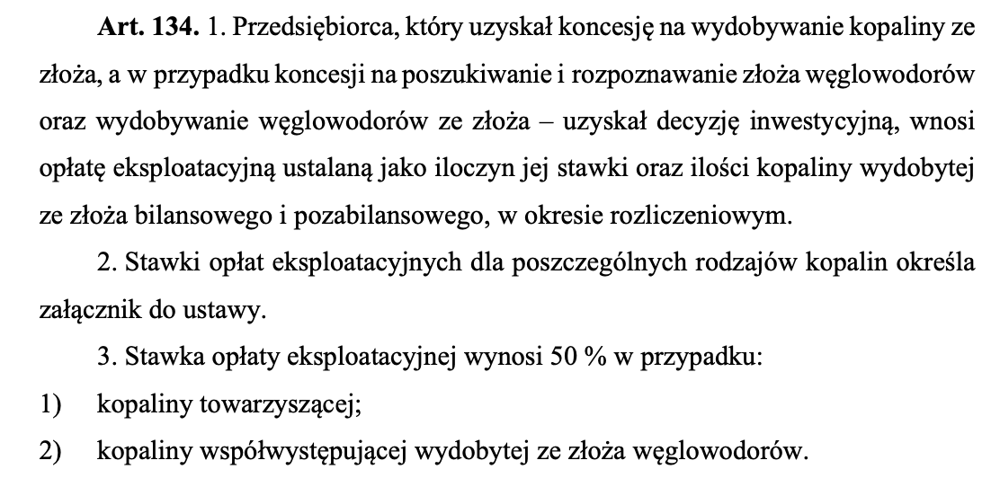 Art. 134. 1. Przedsiębiorca, który uzyskał koncesję na wydobywanie kopaliny ze
złoża, a w przypadku koncesji na poszukiwanie i rozpoznawanie złoża węglowodorów
oraz wydobywanie węglowodorów ze złoża – uzyskał decyzję inwestycyjną, wnosi
opłatę eksploatacyjną ustalaną jako iloczyn jej stawki oraz ilości kopaliny wydobytej
ze złoża bilansowego i pozabilansowego, w okresie rozliczeniowym.
2. Stawki opłat eksploatacyjnych dla poszczególnych rodzajów kopalin określa
załącznik do ustawy.
3. Stawka opłaty eksploatacyjnej wynosi 50 % w przypadku:
1) kopaliny towarzyszącej;
2) kopaliny współwystępującej wydobytej ze złoża węglowodorów.